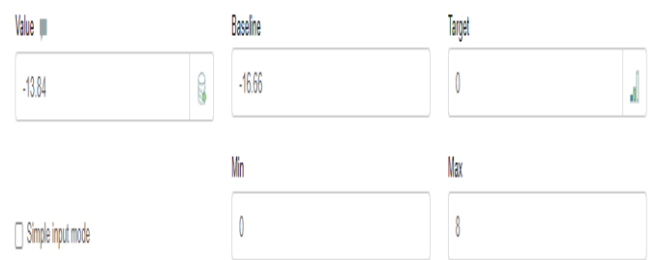 Value Baseline Target
-13.84 -16.66 0
Min Max
Simple input mode 0 8